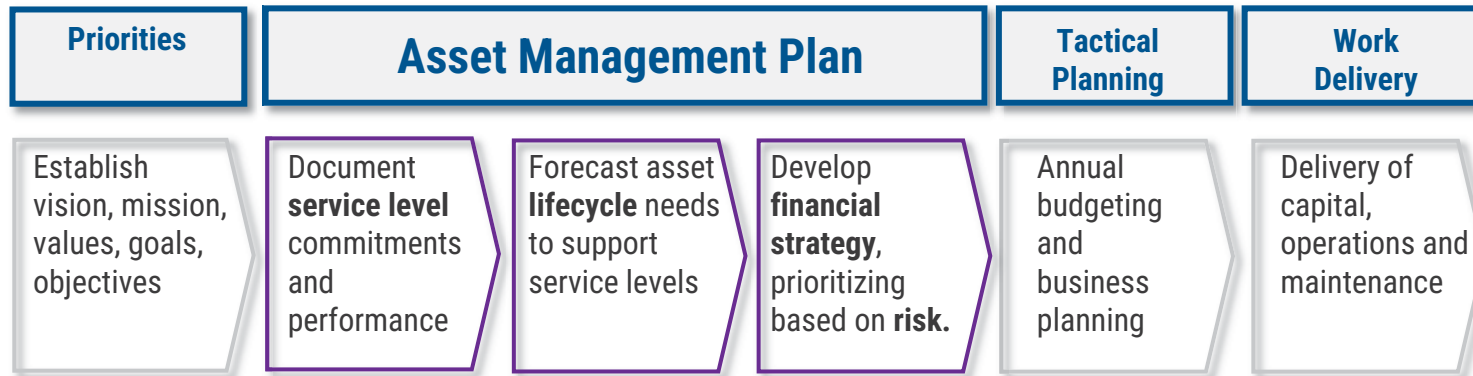 Priorities
Asset Management Plan
Tactical
Planning
Work
Delivery
Establish
vision, mission,
values, goals,
objectives
Document
service level
commitments
and
performance
Forecast asset
lifecycle needs
to support
service levels
Develop
financial
strategy,
prioritizing
based on risk.
Annual
budgeting
and
business
planning
Delivery of
capital,
operations and
maintenance